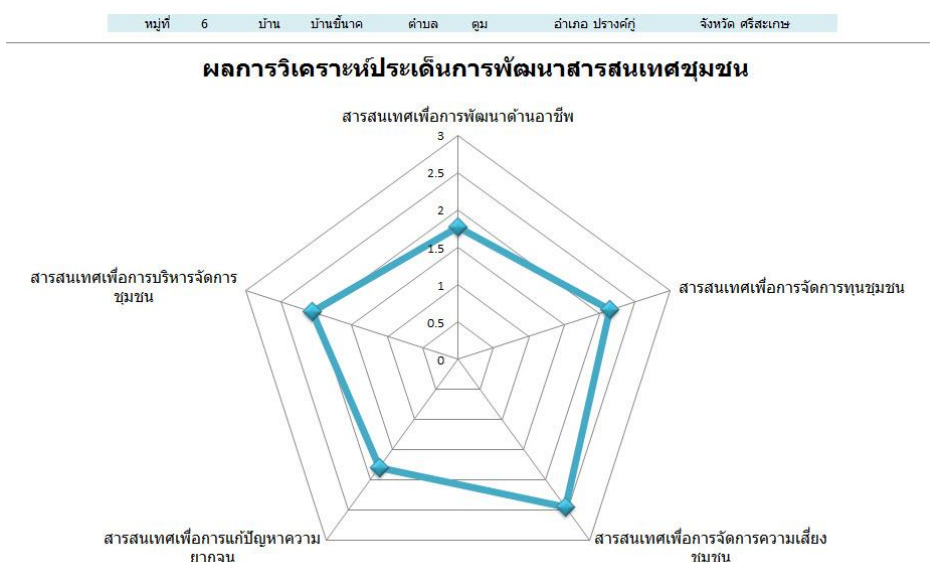 หมู่ที่ 6 บ้าน บ้านขี้นาค ตำบล ตูม อำเภอ ปรางค์กู่ จังหวัด ศรีสะเกษ
ผลการวิเคราะห์ประเด็นการพัฒนาสารสนเทศชุมชน
สารสนเทศเพื่อการพัฒนาด้านอาชีพ
3
2.5
2
1.5
1
0.5
0
สารสนเทศเพื่อการจัดการทุนชุมชน
สารสนเทศเพื่อการจัดการความเสี่ยง
ชุมชน
สารสนเทศเพื่อการแก้ปัญหาความ
ยากจน
สารสนเทศเพื่อการบริหารจัดการ
ชุมชน